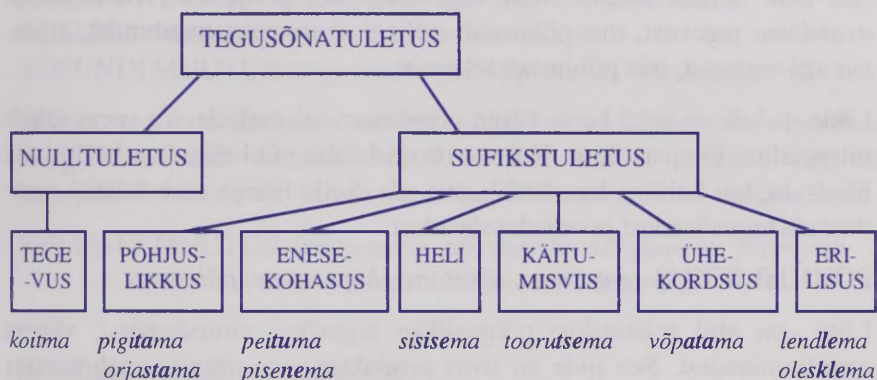 TEGUSÕNATULETUS
NULLTULETUS
SUFIKSTULETUS
TEGE
-VUS
PÕHJUS-
LIKKUS
ENESE-
KOHASUS
HELI
KÄITU-
MISVIIS
ÜHE-
KORDSUS
ERI-
LISUS
koitma pigitama peituma sisisema toorutsema võpatama lendlema
orjastama pisenema olesklema